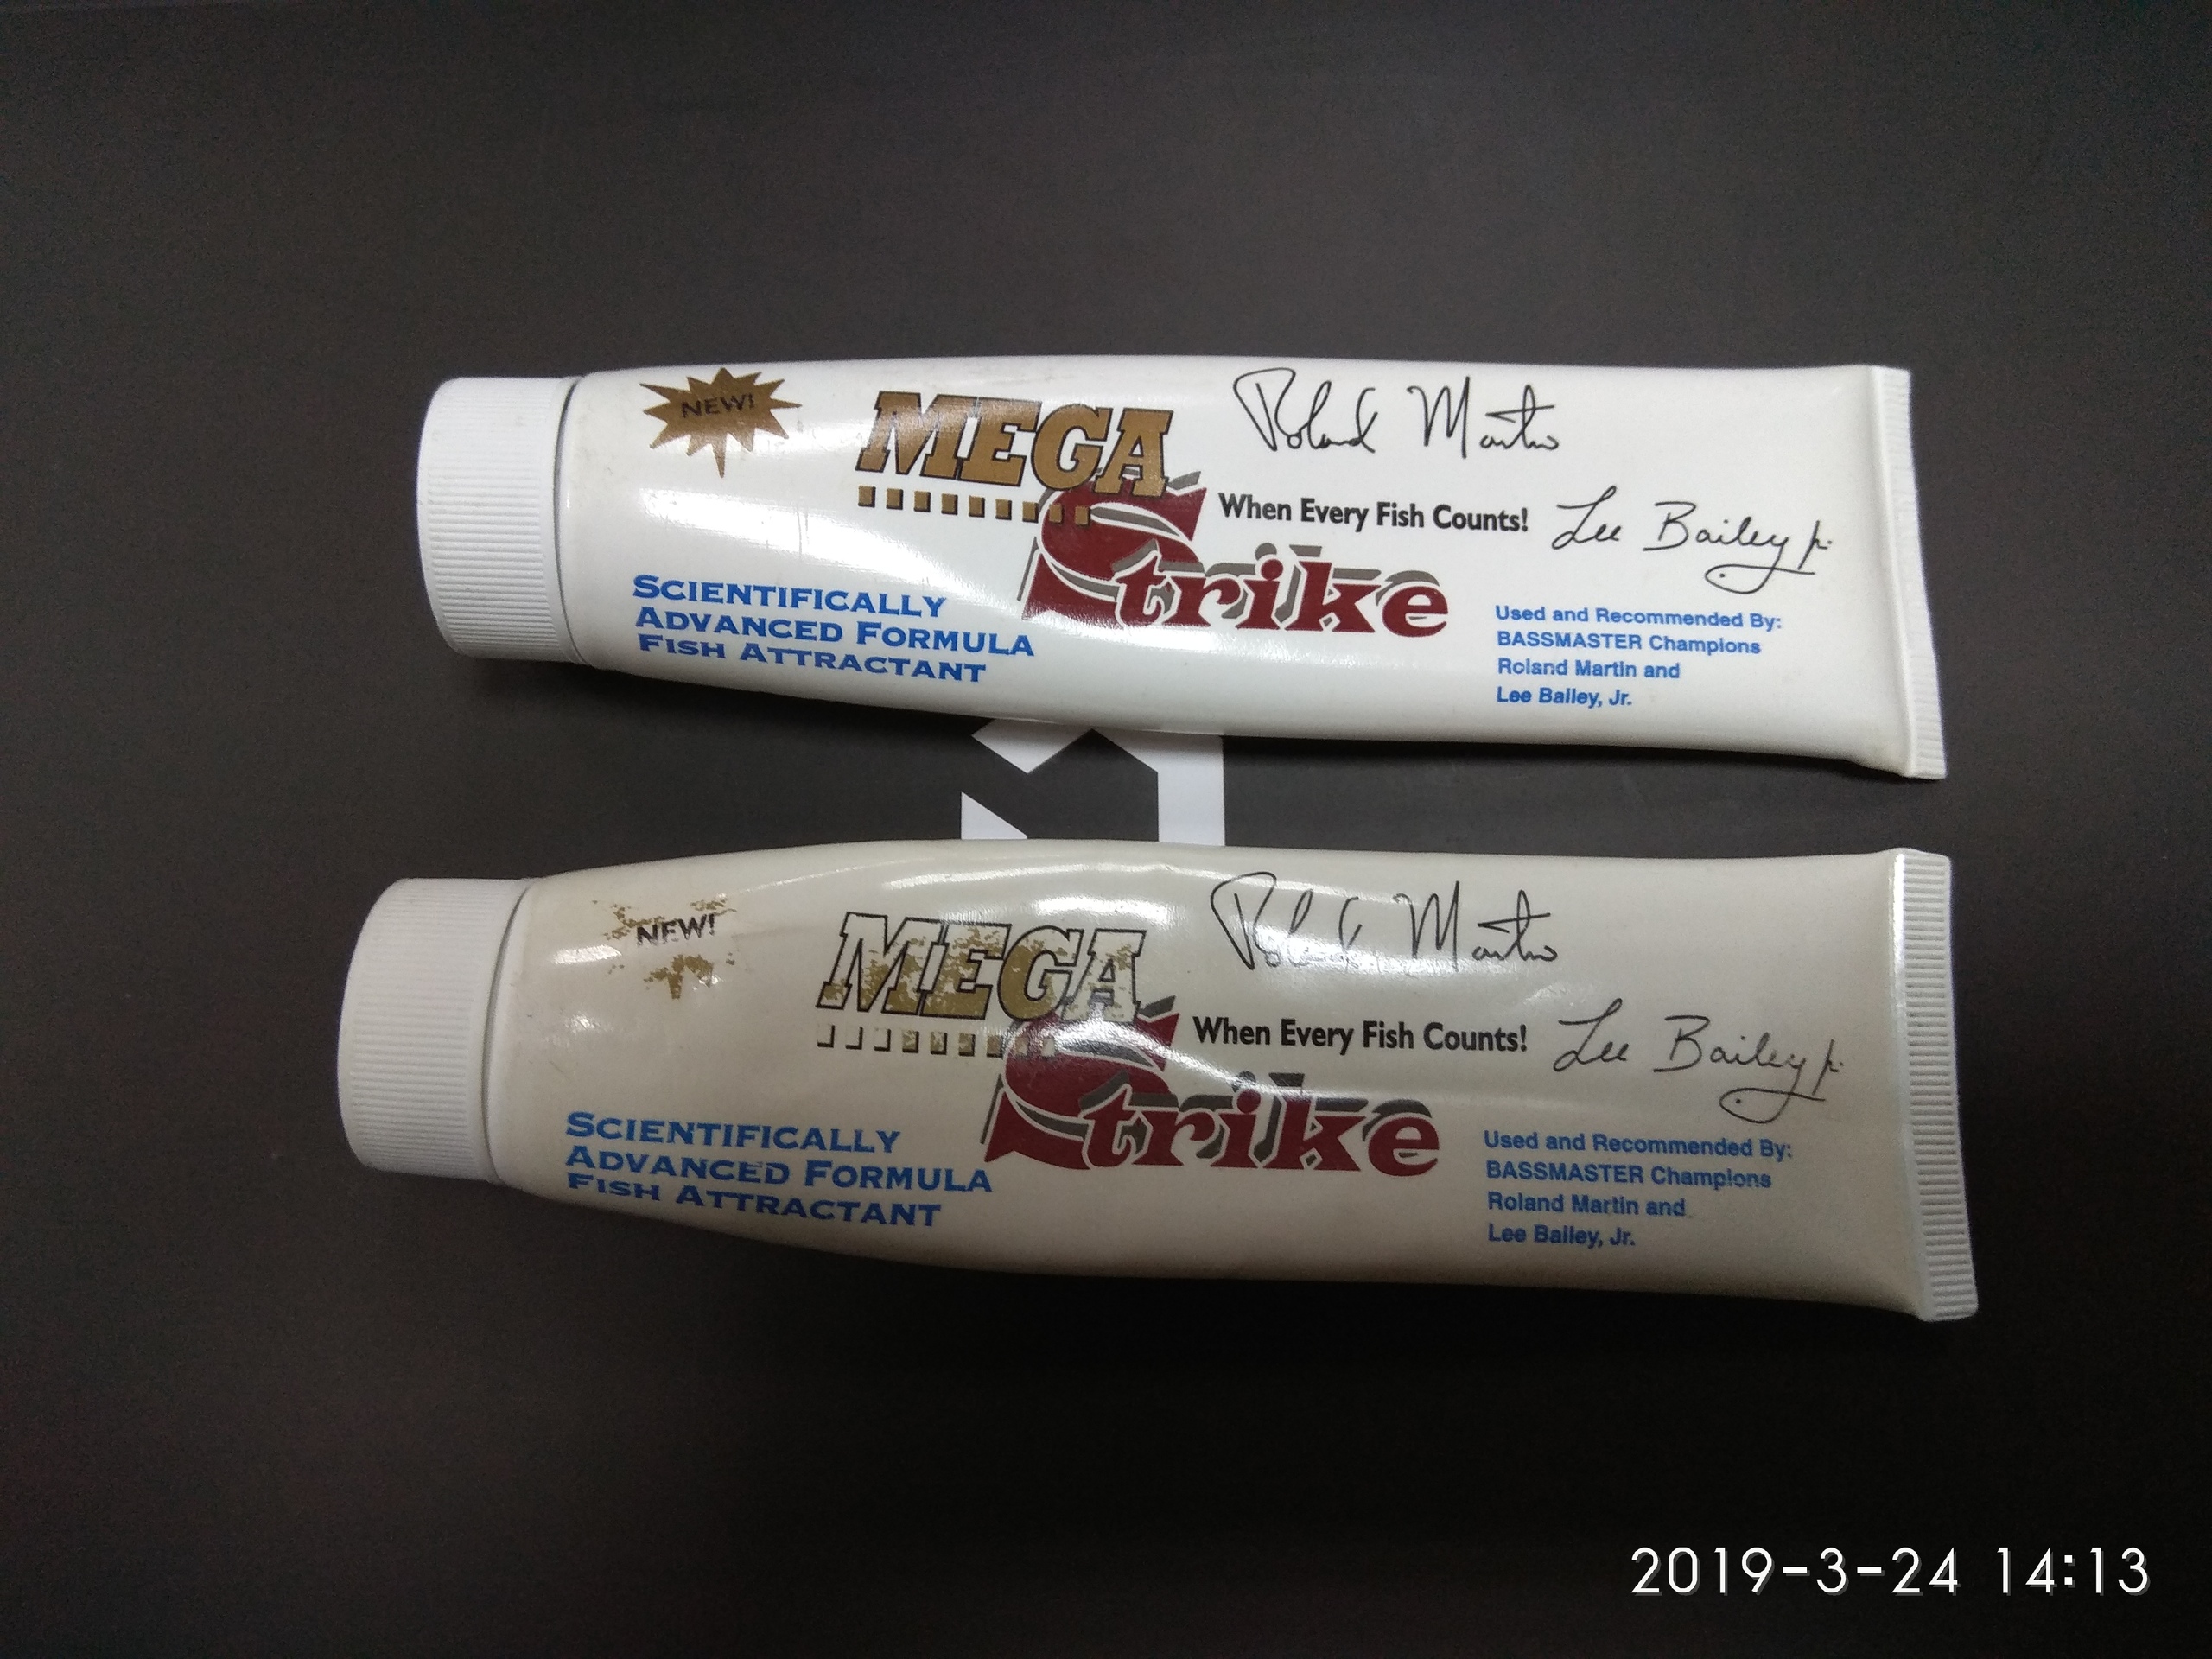 NEW!
MEGA
Strike
Roland Martin
When Every Fish Counts!
Lee Bailey Jr.
SCIENTIFICALLY
ADVANCED FORMULA
FISH ATTRACTANT
Used and Recommended By:
BASSMASTER Champions
Roland Martin and
Lee Bailey, Jr.
NEW!
MEGA
Strike
Roland Martin
When Every Fish Counts!
Lee Bailey Jr.
SCIENTIFICALLY
ADVANCED FORMULA
FISH ATTRACTANT
Used and Recommended By:
BASSMASTER Champions
Roland Martin and
Lee Bailey, Jr.
2019-3-24 14:13